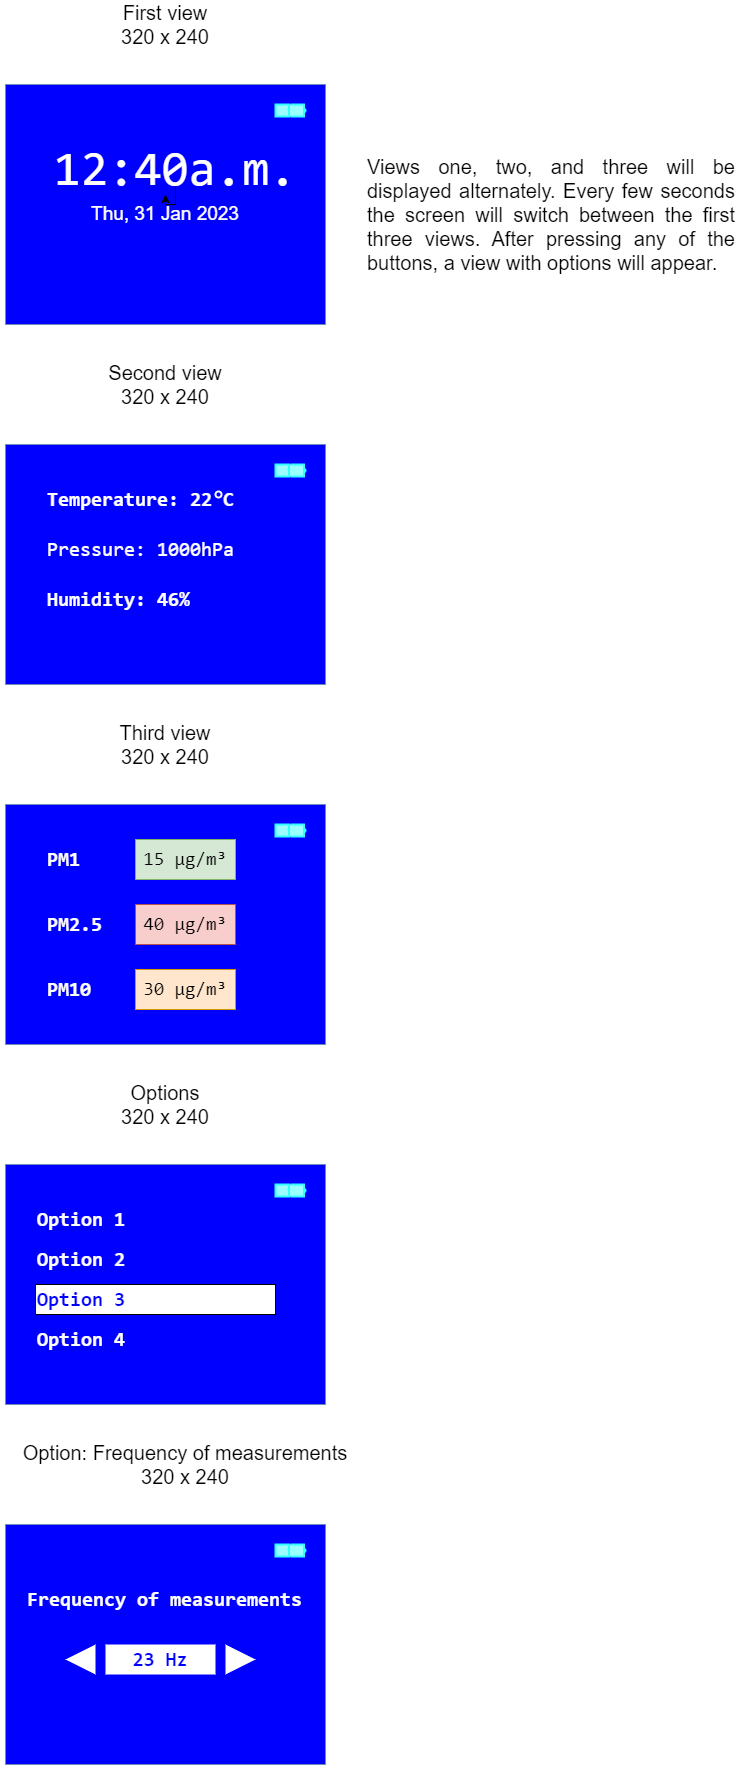 First view
320 x 240
12:40a.m.
Thu, 31 Jan 2023
Views one, two, and three will be
displayed alternately. Every few seconds
the screen will switch between the first
three views. After pressing any of the
buttons, a view with options will appear.
Second view
320 x 240
Temperature: 22°C
Pressure: 1000hPa
Humidity: 46%
Third view
320 x 240
PM1 15 µg/m³
PM2.5 40 µg/m³
PM10 30 µg/m³
Options
320 x 240
Option 1
Option 2
Option 3
Option 4
Option: Frequency of measurements
320 x 240
Frequency of measurements
23 Hz